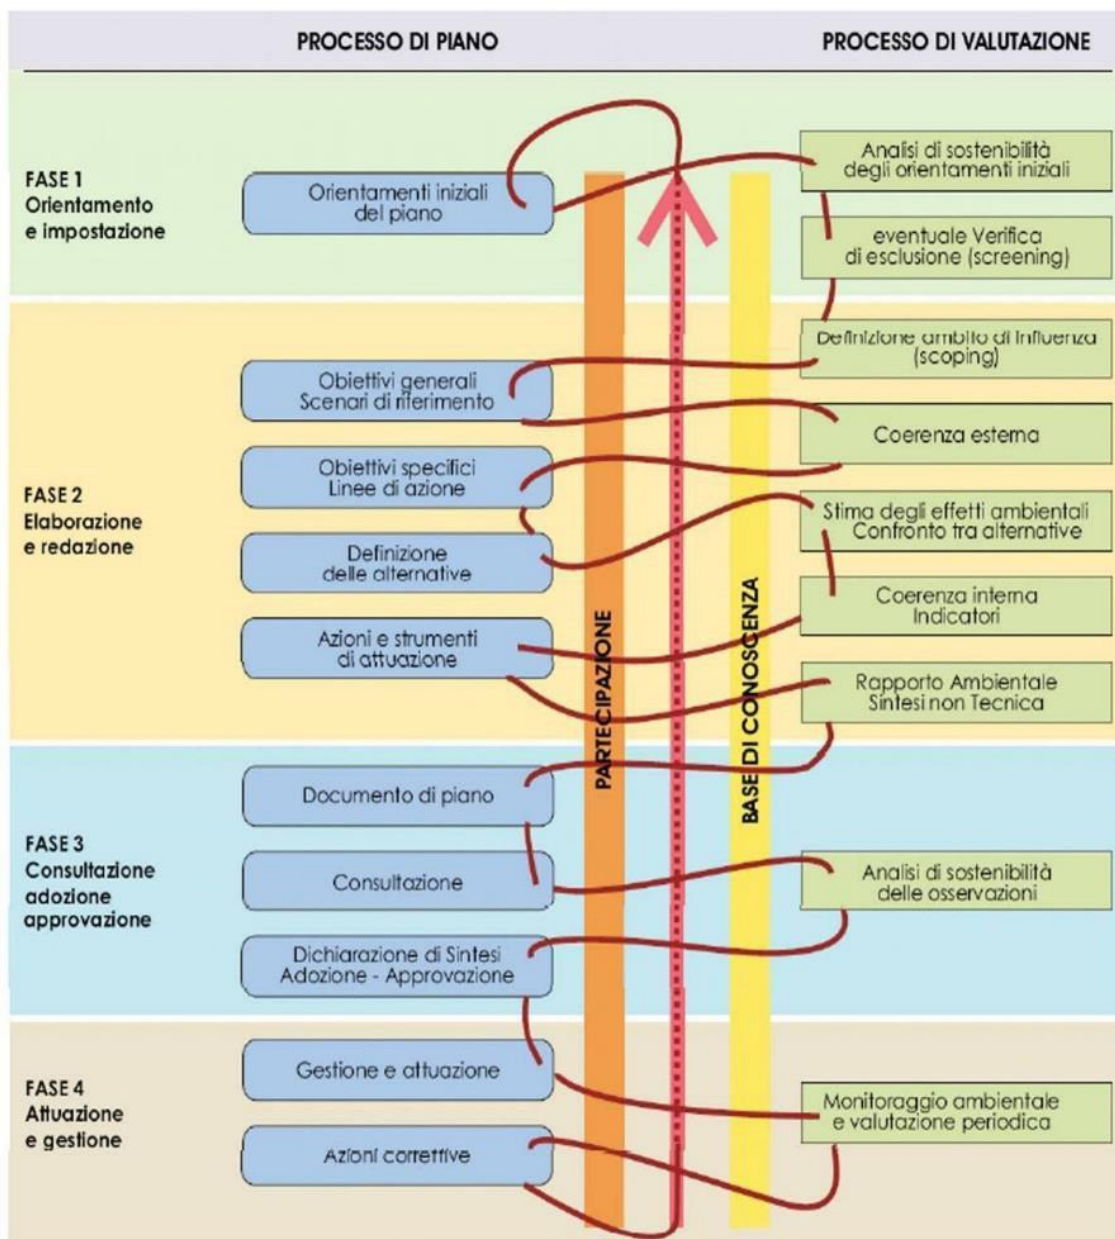 PROCESSO DI PIANO
PROCESSO DI VALUTAZIONE
FASE 1
Orientamento
e impostazione
Orientamenti iniziali
del piano
Analisi di sostenibilità
degli orientamenti iniziali
eventuale Verifica
di esclusione (screening)
FASE 2
Elaborazione
e redazione
Obiettivi generali
Scenari di riferimento
Obiettivi specifici
Linee di azione
Definizione
delle alternative
Azioni e strumenti
di attuazione
Definizione ambito di influenza
(scoping)
Coerenza esterna
Stima degli effetti ambientali
Confronto tra alternative
Coerenza interna
Indicatori
Rapporto Ambientale
Sintesi non Tecnica
PARTECIPAZIONE
BASE DI CONOSCENZA
FASE 3
Consultazione
adozione
approvazione
Documento di piano
Consultazione
Dichiarazione di Sintesi
Adozione - Approvazione
Analisi di sostenibilità
delle osservazioni
FASE 4
Attuazione
e gestione
Gestione e attuazione
Azioni correttive
Monitoraggio ambientale
e valutazione periodica